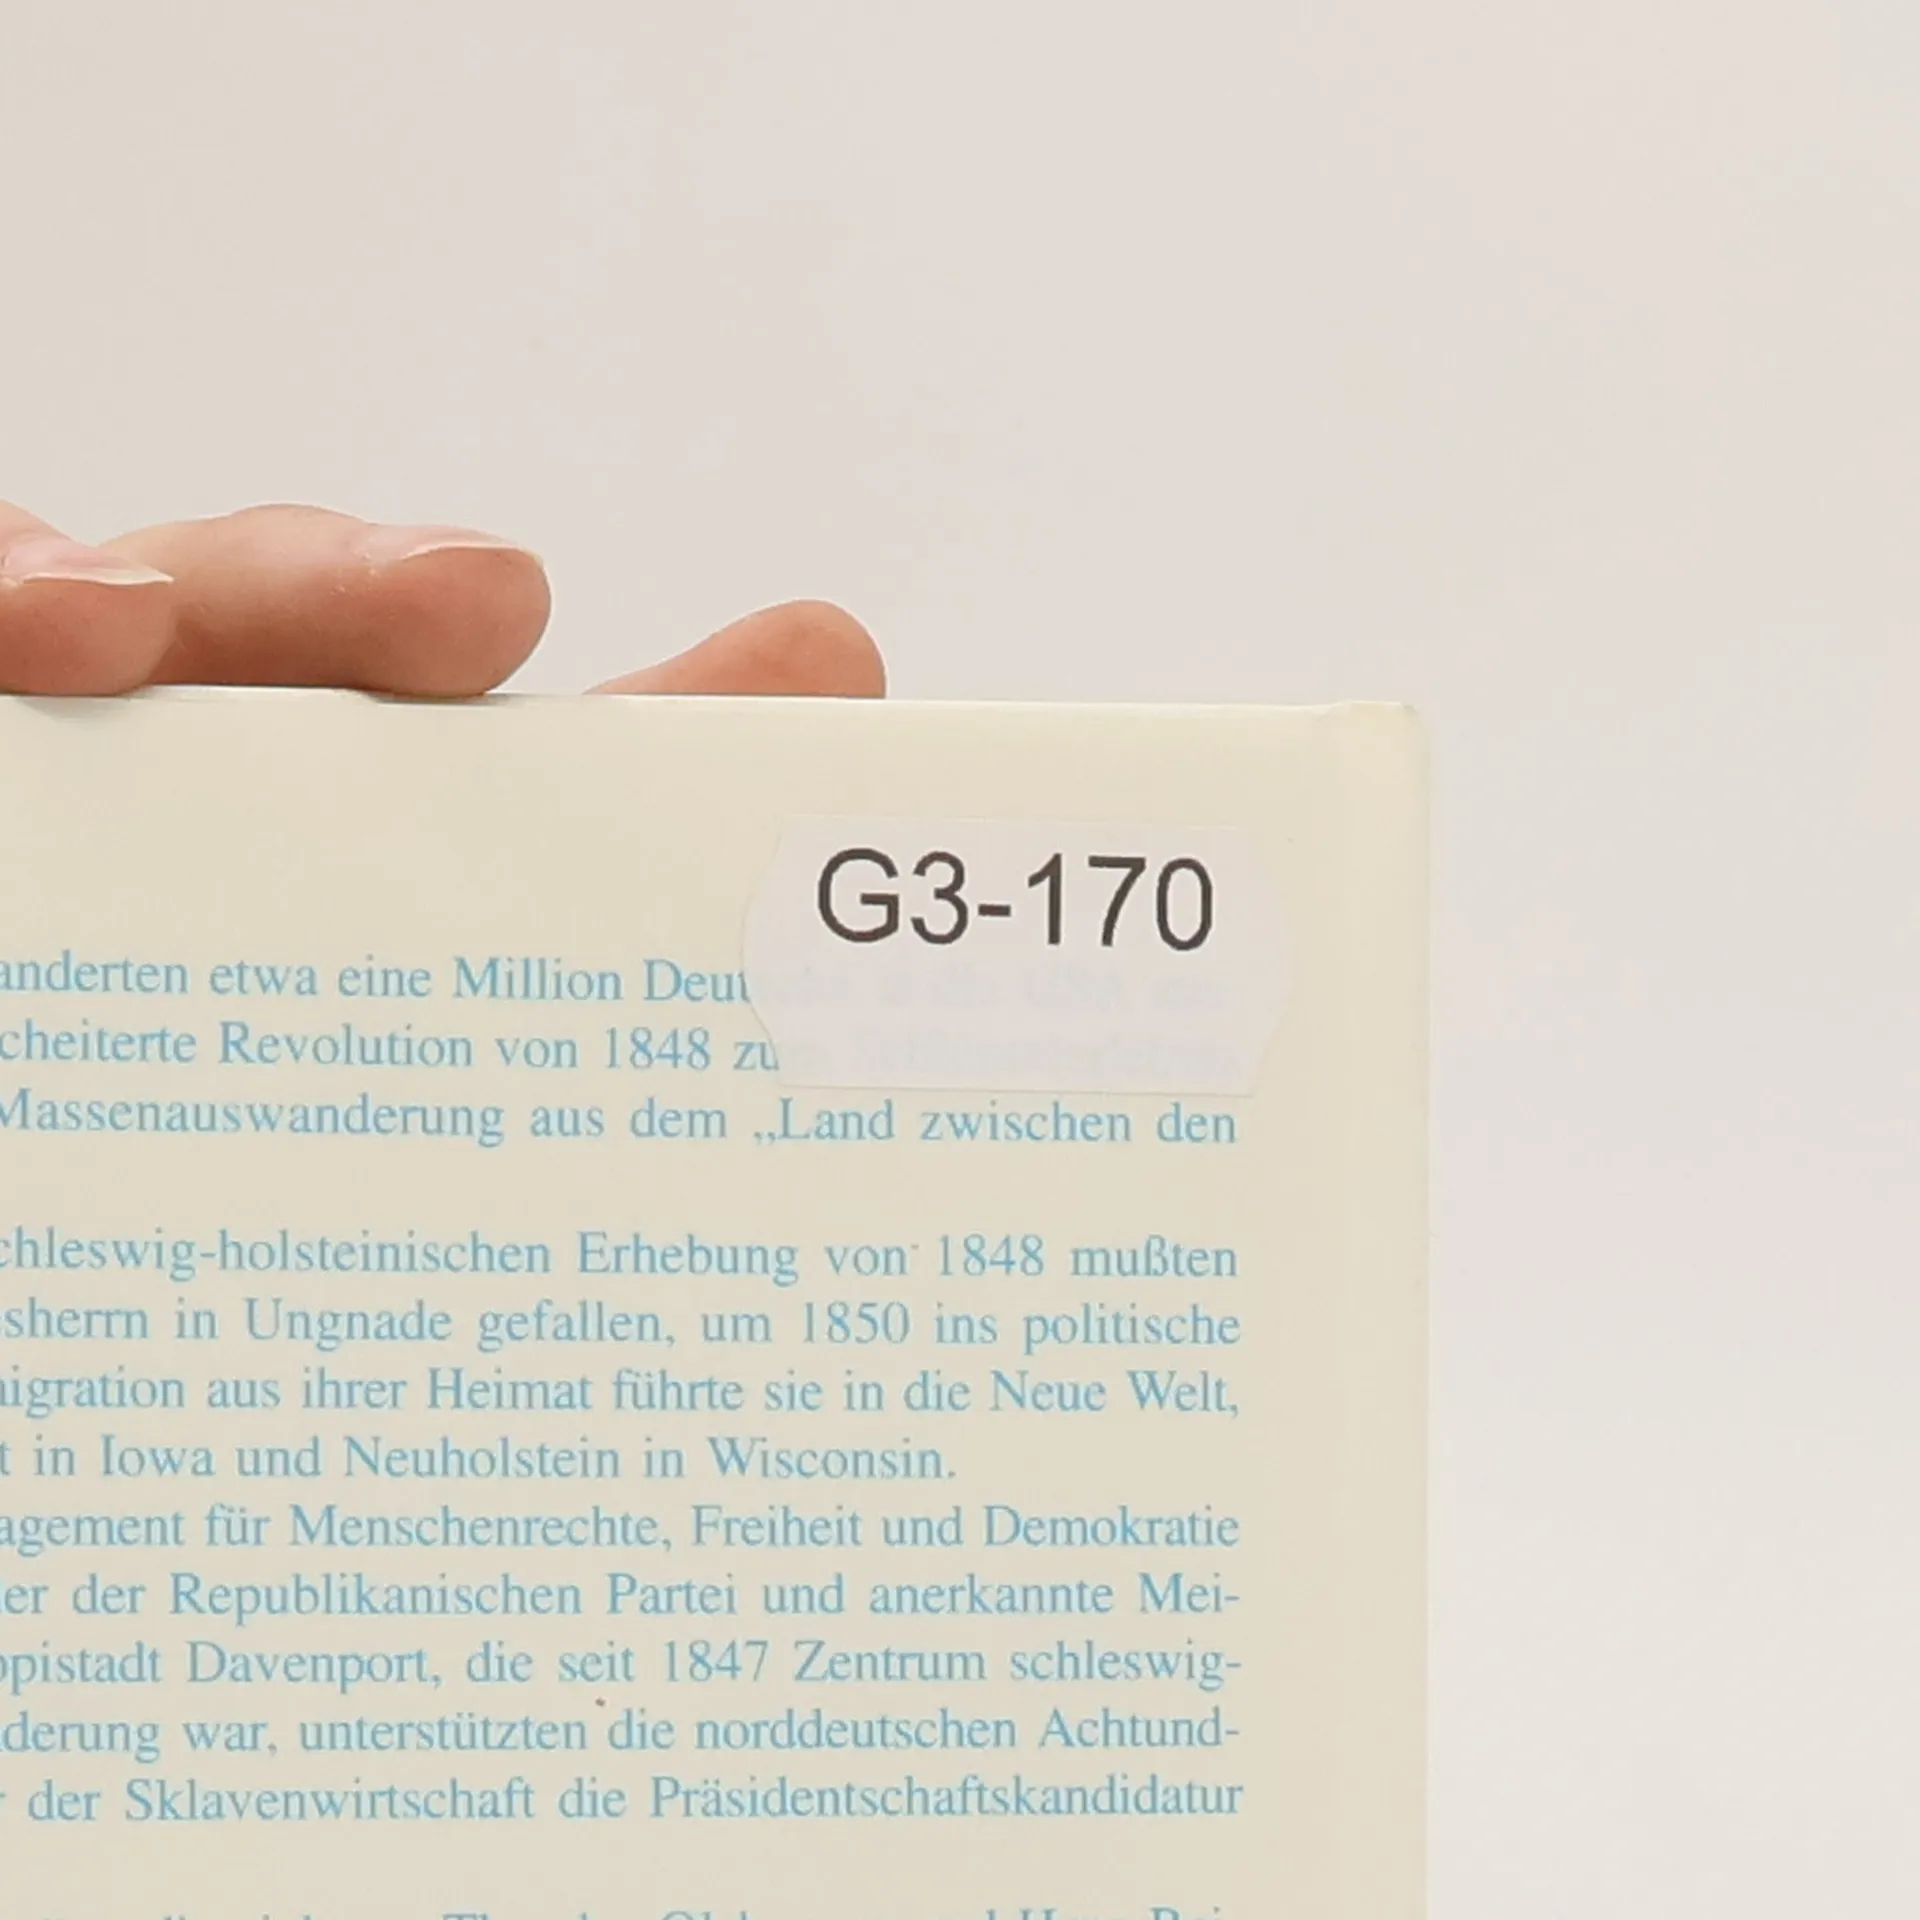 G3-170
anderten etwa eine Million Deut
cheiterte Revolution von 1848 zu
Massenauswanderung aus dem „Land zwischen den
chleswig-holsteinischen Erhebung von 1848 mußten
sherrn in Ungnade gefallen, um 1850 ins politische
igration aus ihrer Heimat führte sie in die Neue Welt,
t in Iowa und Neuholstein in Wisconsin.
agement für Menschenrechte, Freiheit und Demokratie
er der Republikanischen Partei und anerkannte Mei-
ppistadt Davenport, die seit 1847 Zentrum schleswig-
derung war, unterstützten die norddeutschen Achtund-
r der Sklavenwirtschaft die Präsidentschaftskandidatur